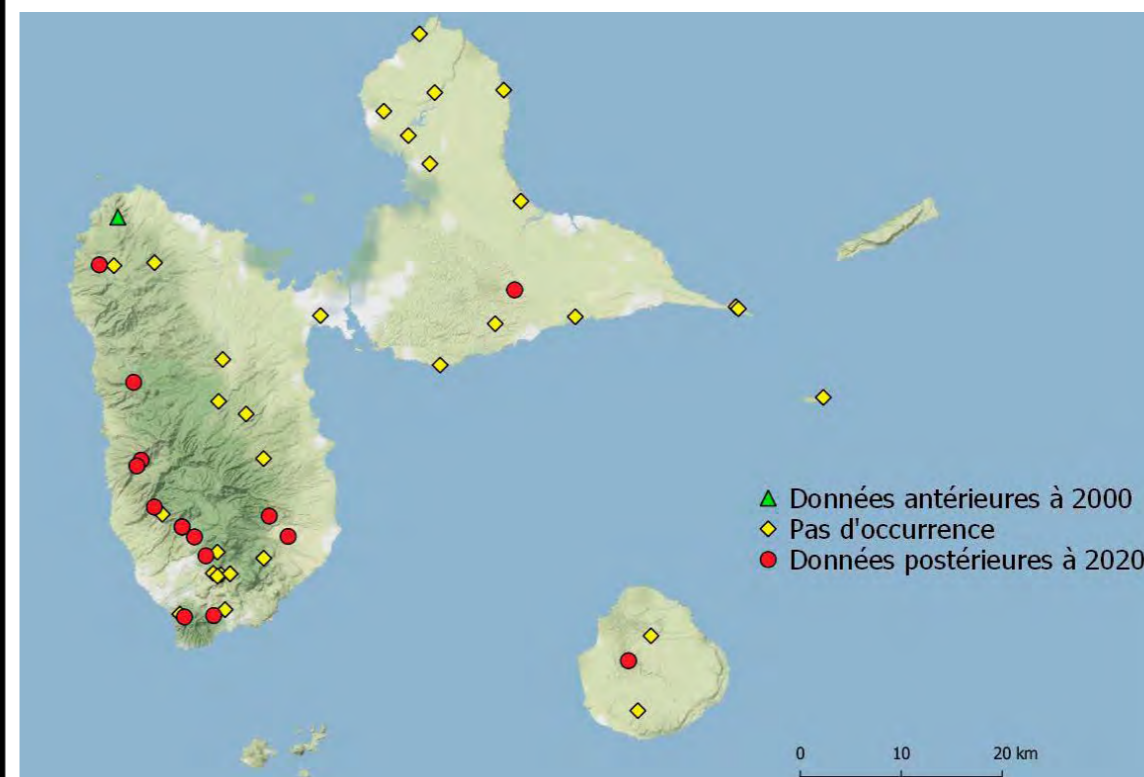 Données antérieures à 2000
Pas d'occurrence
Données postérieures à 2020
0 10 20 km